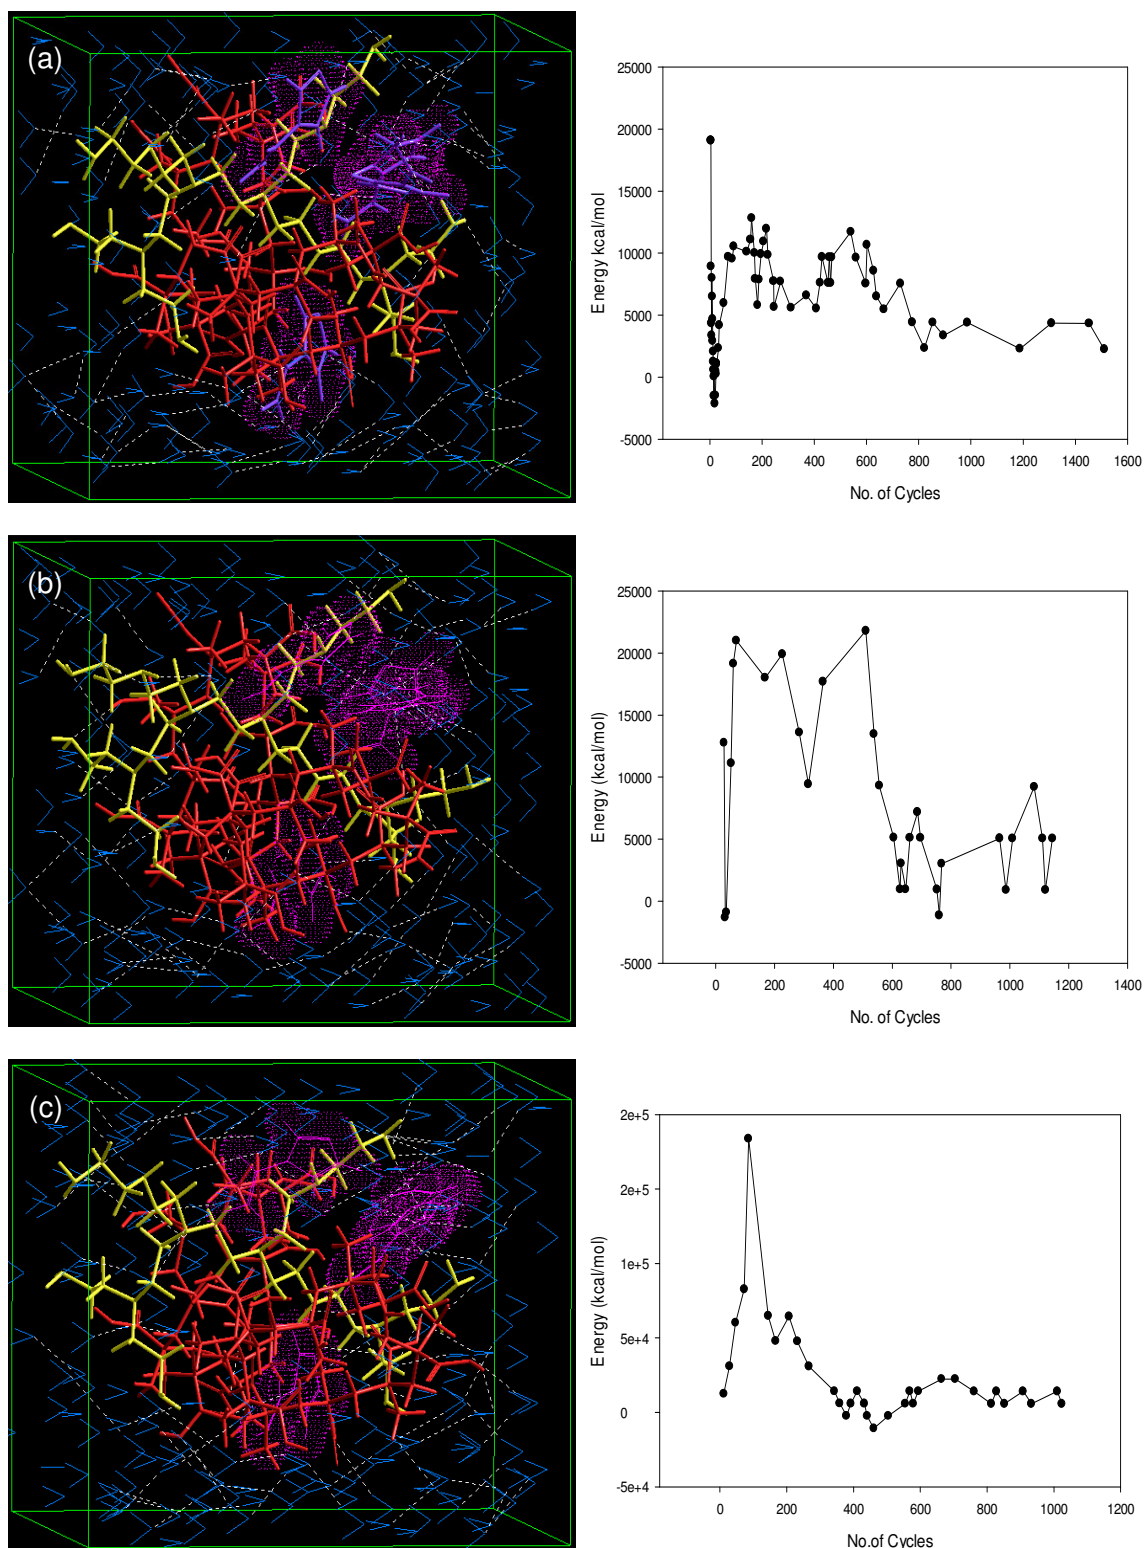 (a)
25000
20000
15000
10000
5000
0
-5000
Energy kcal/mol
0 200 400 600 800 1000 1200 1400 1600
No. of Cycles
(b)
25000
20000
15000
10000
5000
0
-5000
Energy (kcal/mol)
0 200 400 600 800 1000 1200 1400
No. of Cycles
(c)
2e+5
2e+5
1e+5
5e+4
0
-5e+4
Energy (kcal/mol)
0 200 400 600 800 1000 1200
No.of Cycles